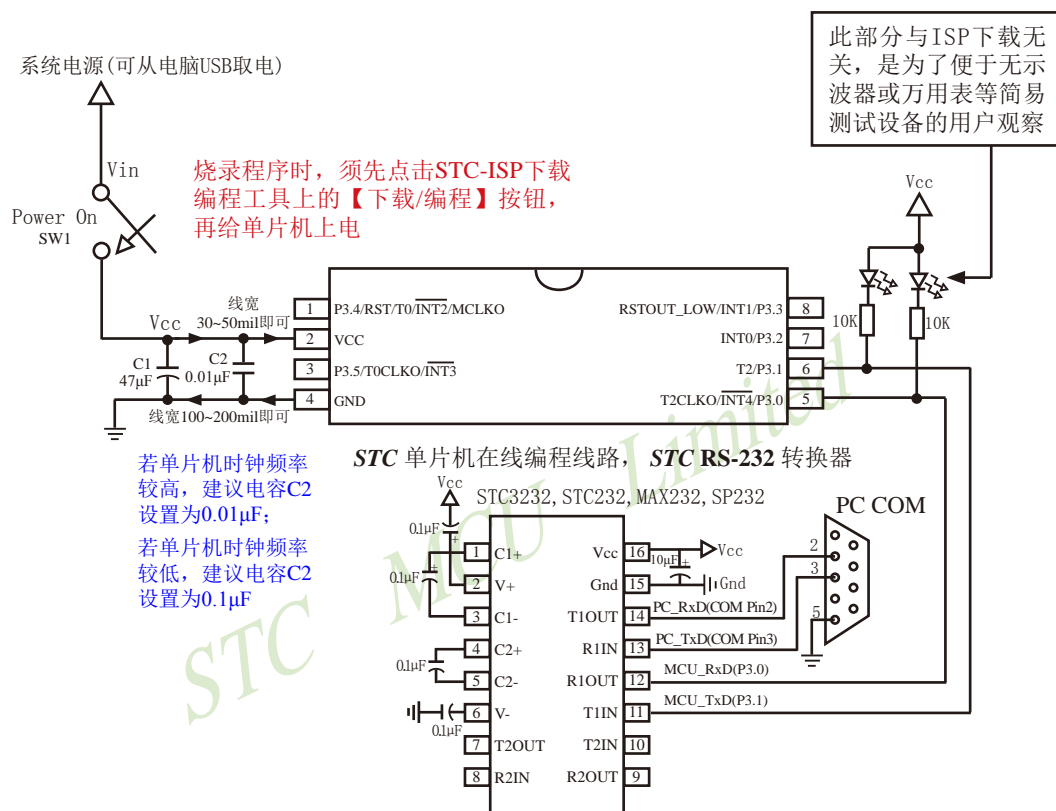 此部分与ISP下载无
关，是为了便于无示
波器或万用表等简易
测试设备的用户观察
系统电源(可从电脑USB取电)
Vin
Power On
SW1
烧录程序时，须先点击STC-ISP下载
编程工具上的【下载/编程】按钮，
再给单片机上电
Vcc
10K
10K
线宽
30~50mil即可
Vcc
C1
47μF
C2
0.01μF
线宽100~200mil即可
1 P3.4/RST/T0/INT2/MCLKO
2 VCC
3 P3.5/T0CLKO/INT3
4 GND
RSTOUT_LOW/INT1/P3.3 8
INT0/P3.2 7
T2/P3.1 6
T2CLKO/INT4/P3.0 5
STC 单片机在线编程线路， STC RS-232 转换器
STC3232, STC232, MAX232, SP232
若单片机时钟频率
较高，建议电容C2
设置为0.01μF；
若单片机时钟频率
较低，建议电容C2
设置为0.1μF
Vcc
0.1μF
+
0.1μF
+
0.1μF
0.1μF
1 C1+
2 V+
3 C1-
4 C2+
5 C2-
6 V-
7 T2OUT
8 R2IN
Vcc 16
Gnd 15
T1OUT 14
R1IN 13
R1OUT 12
T1IN 11
T2IN 10
R2OUT 9
10μF
+
Vcc
Gnd
PC_RxD(COM Pin2)
PC_TxD(COM Pin3)
MCU_RxD(P3.0)
MCU_TxD(P3.1)
PC COM
2
3
5
STC MCU Limited